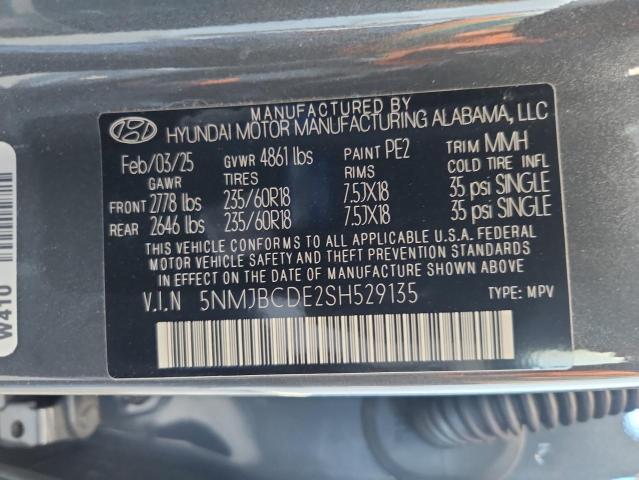 MANUFACTURED BY
HYUNDAI MOTOR MANUFACTURING ALABAMA, LLC
Feb/03/25 GVWR 4861 lbs PAINT PE2 TRIM MMH
GAWR TIRES RIMS COLD TIRE INFL
FRONT 2778 lbs 235/60R18 7.5JX18 35 psi SINGLE
REAR 2646 lbs 235/60R18 7.5JX18 35 psi SINGLE
THIS VEHICLE CONFORMS TO ALL APPLICABLE U.S.A. FEDERAL
MOTOR VEHICLE SAFETY AND THEFT PREVENTION STANDARDS
IN EFFECT ON THE DATE OF MANUFACTURE SHOWN ABOVE.
V.I.N 5NMJBCDE2SH529135 TYPE: MPV
W410